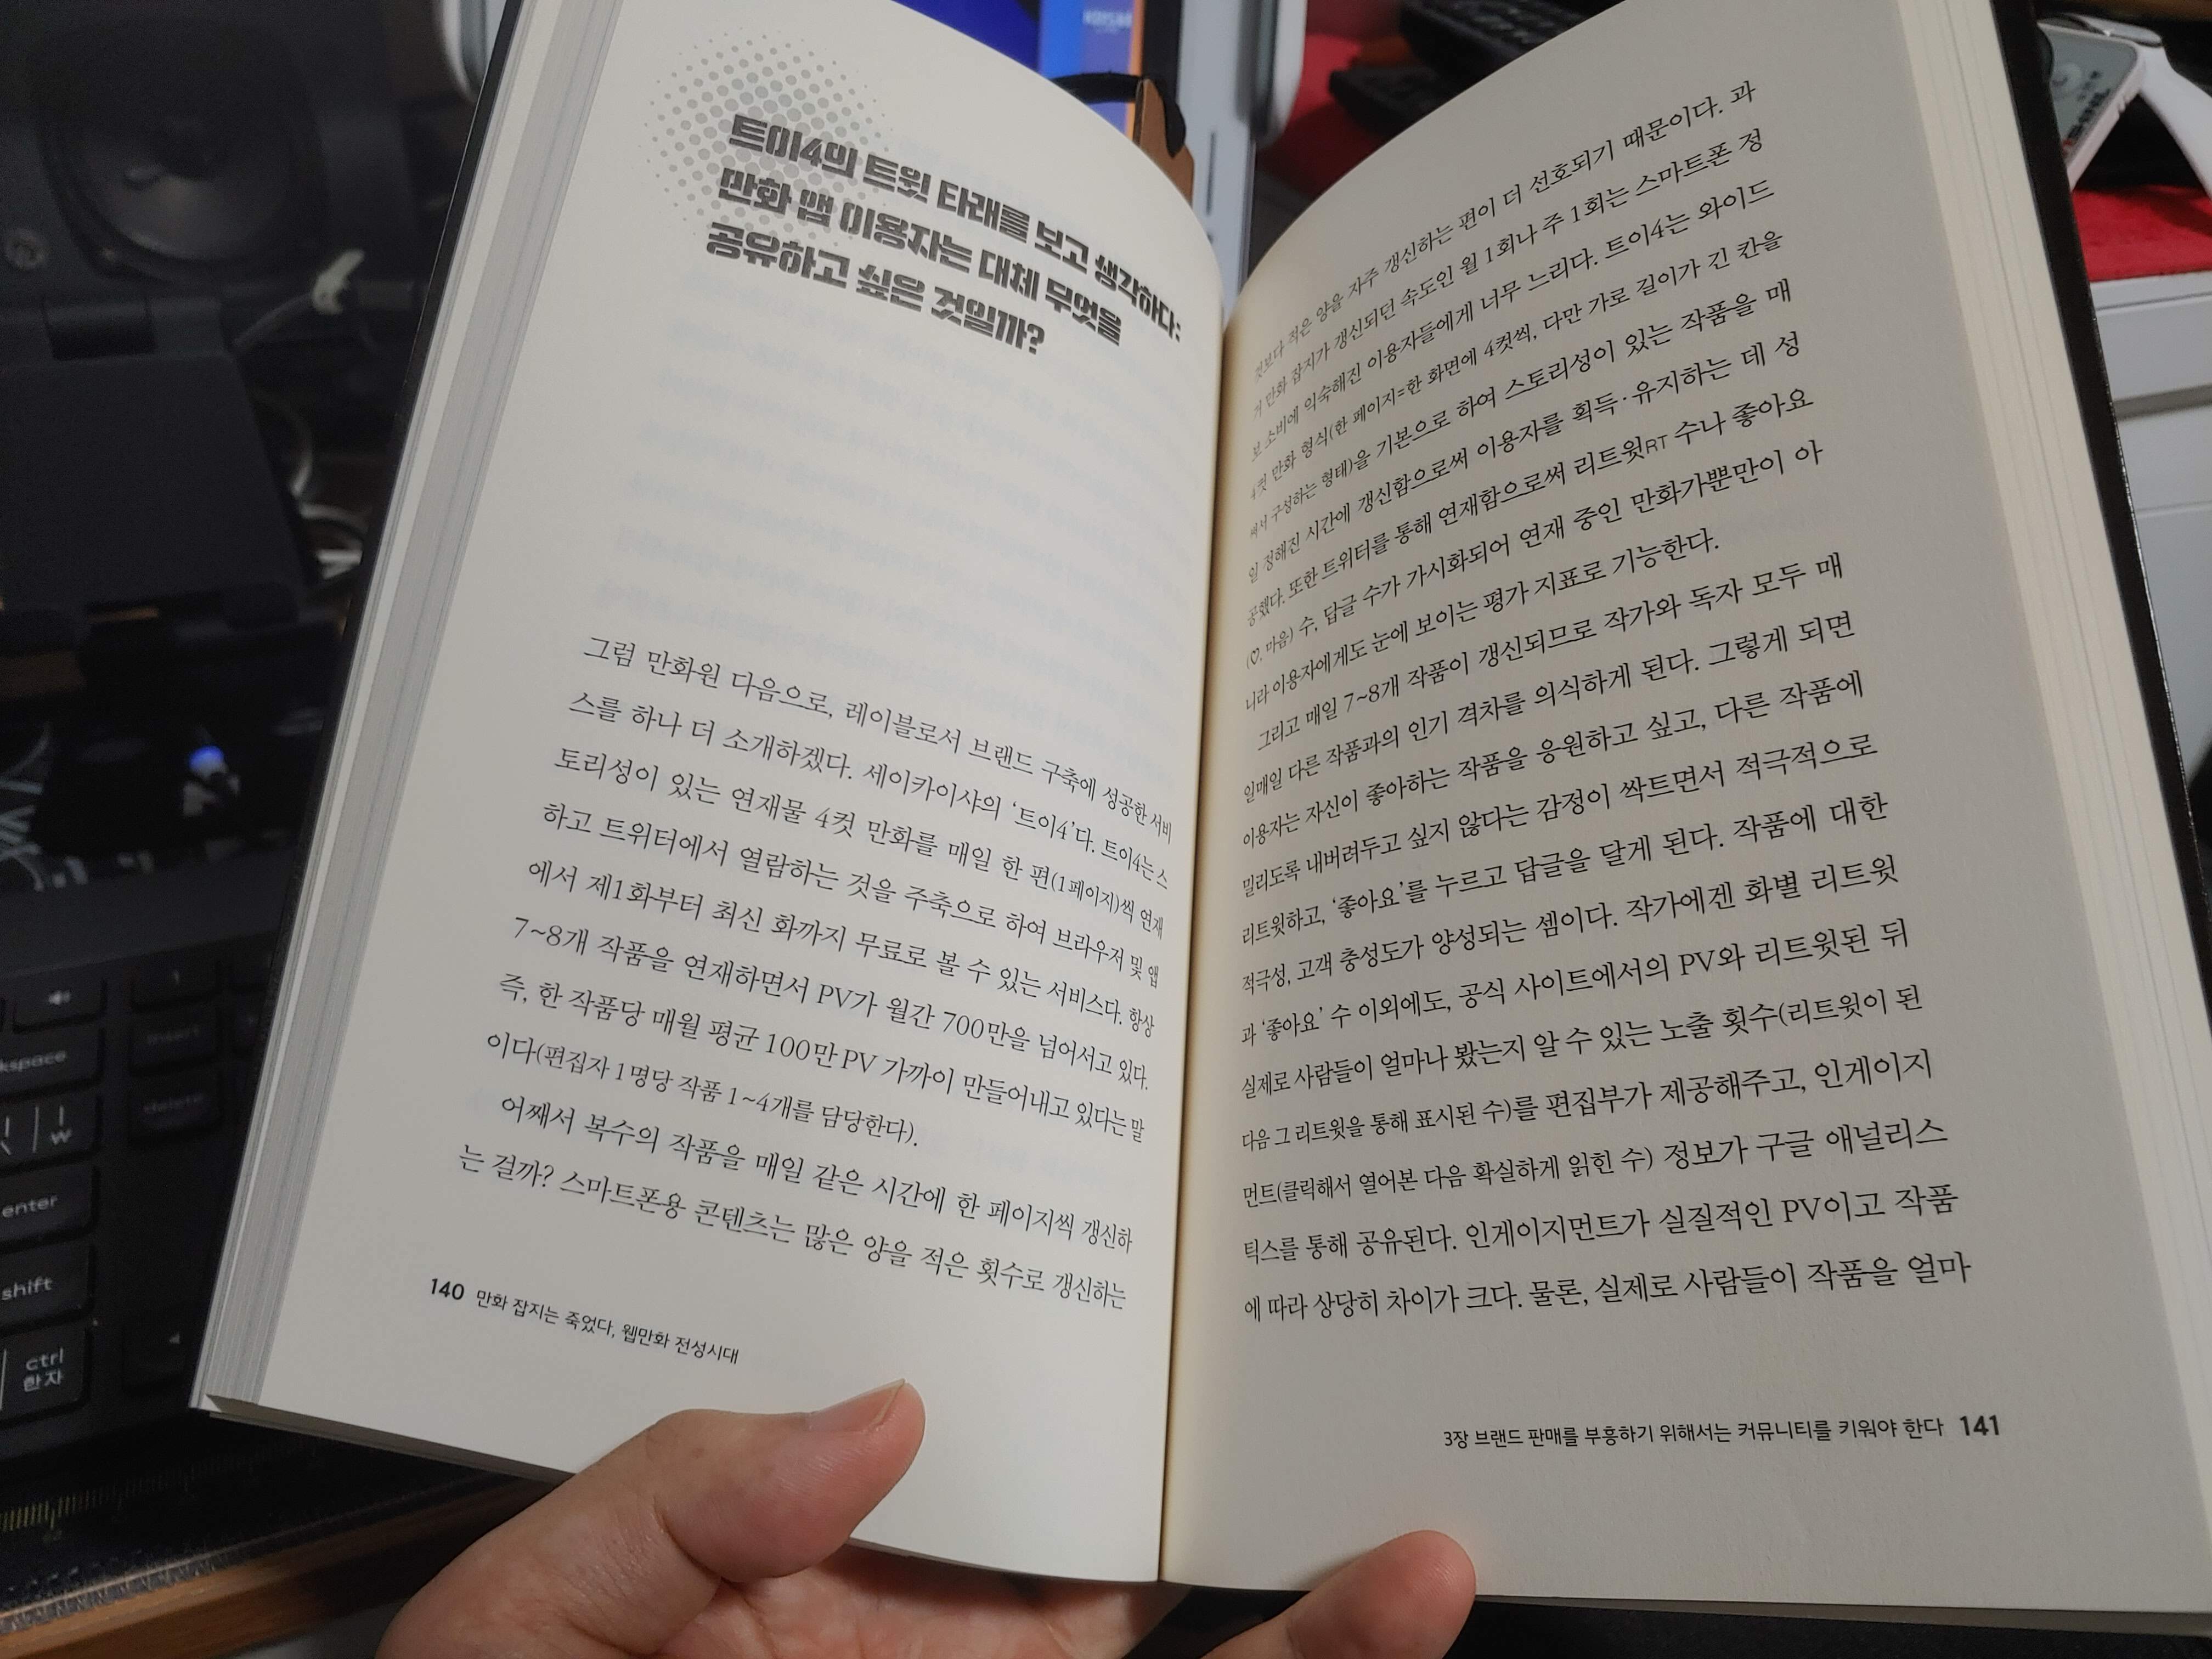 트이4의 트윗 타래를 보고 생각하다:
만화 앱 이용자는 대체 무엇을
공유하고 싶은 것일까?
그럼 만화원 다음으로, 레이블로서 브랜드 구축에 성공한 서비
스를 하나 더 소개하겠다. 세이카이샤의 ‘트이4’다. 트이4는 스
토리성이 있는 연재물 4컷 만화를 매일 한 편(1페이지)씩 연재
하고 트위터에서 열람하는 것을 주축으로 하여 브라우저 및 앱
에서 제1화부터 최신 화까지 무료로 볼 수 있는 서비스다. 항상
7~8개 작품을 연재하면서 PV가 월간 700만을 넘어서고 있다.
즉, 한 작품당 매월 평균 100만 PV 가까이 만들어내고 있다는 말
이다(편집자 1명당 작품 1~4개를 담당한다).
어째서 복수의 작품을 매일 같은 시간에 한 페이지씩 갱신하
는 걸까? 스마트폰용 콘텐츠는 많은 양을 적은 횟수로 갱신하는
140 만화 잡지는 죽었다, 웹만화 전성시대
것보다 적은 양을 자주 갱신하는 편이 더 선호되기 때문이다. 과
거 만화 잡지가 갱신되던 속도인 월 1회나 주 1회는 스마트폰 정
보 소비에 익숙해진 이용자들에게 너무 느리다. 트이4는 와이드
4컷 만화 형식(한 페이지=한 화면에 4컷씩, 다만 가로 길이가 긴 칸을
써서 구성하는 형태)을 기본으로 하여 스토리성이 있는 작품을 매
일 정해진 시간에 갱신함으로써 이용자를 획득·유지하는 데 성
공했다. 또한 트위터를 통해 연재함으로써 리트윗RT 수나 좋아요
(♡, 마음) 수, 답글 수가 가시화되어 연재 중인 만화가뿐만이 아
니라 이용자에게도 눈에 보이는 평가 지표로 기능한다.
그리고 매일 7~8개 작품이 갱신되므로 작가와 독자 모두 매
일매일 다른 작품과의 인기 격차를 의식하게 된다. 그렇게 되면
이용자는 자신이 좋아하는 작품을 응원하고 싶고, 다른 작품에
밀리도록 내버려두고 싶지 않다는 감정이 싹트면서 적극적으로
리트윗하고, ‘좋아요’를 누르고 답글을 달게 된다. 작품에 대한
적극성, 고객 충성도가 양성되는 셈이다. 작가에겐 화별 리트윗
과 ‘좋아요’ 수 이외에도, 공식 사이트에서의 PV와 리트윗된 뒤
실제로 사람들이 얼마나 봤는지 알 수 있는 노출 횟수(리트윗이 된
다음 그 리트윗을 통해 표시된 수)를 편집부가 제공해주고, 인게이지
먼트(클릭해서 열어본 다음 확실하게 읽힌 수) 정보가 구글 애널리스
틱스를 통해 공유된다. 인게이지먼트가 실질적인 PV이고 작품
에 따라 상당히 차이가 크다. 물론, 실제로 사람들이 작품을 얼마
3장 브랜드 판매를 부흥하기 위해서는 커뮤니티를 키워야 한다 141
insert
delete
enter
shift
ctrl
한자